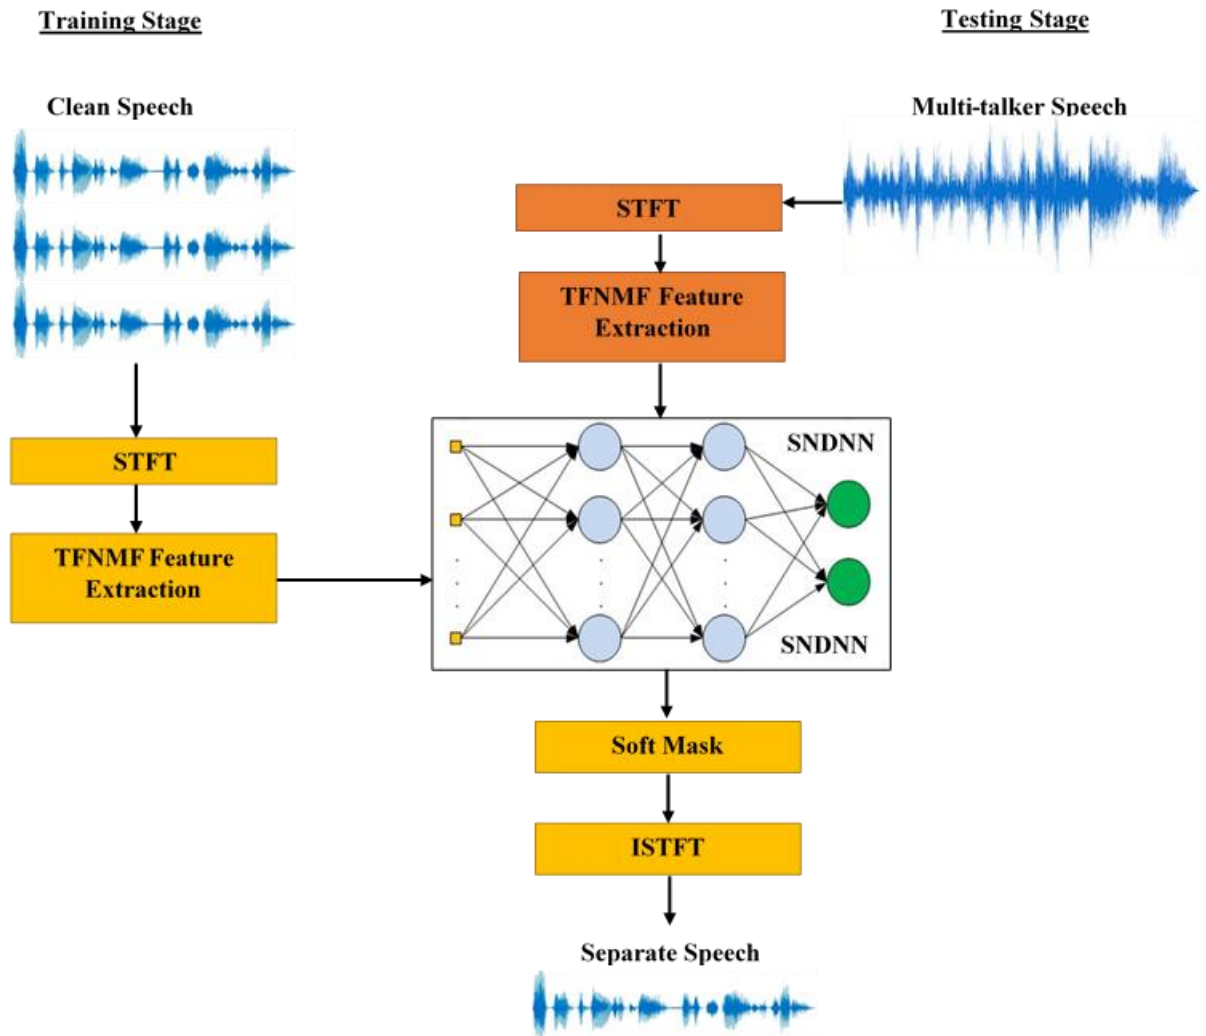 Training Stage
Testing Stage
Clean Speech
Multi-talker Speech
STFT
TFNMF Feature
Extraction
STFT
TFNMF Feature
Extraction
SNDNN
SNDNN
Soft Mask
ISTFT
Separate Speech